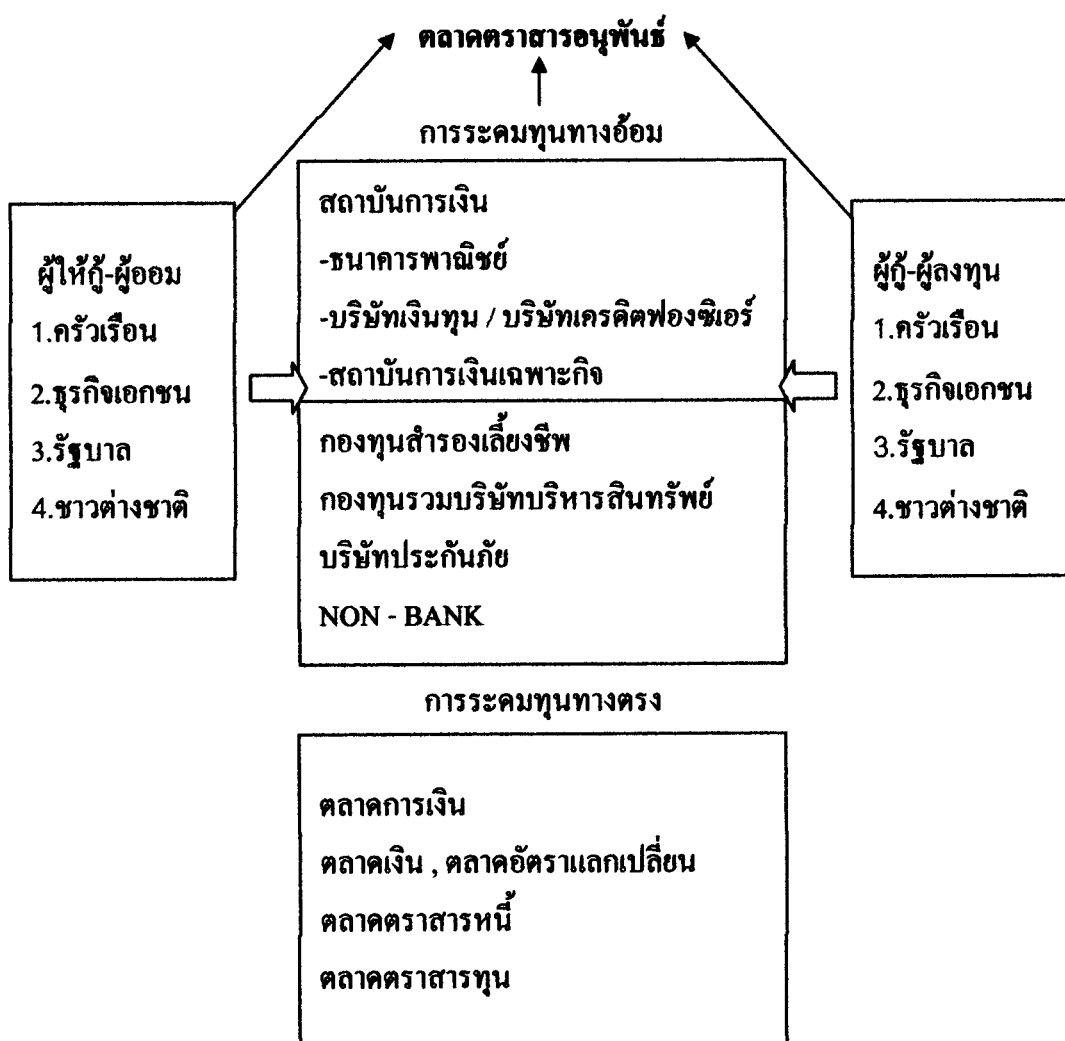 ตลาดตราสารอนุพันธ์
การระดมทุนทางอ้อม
ผู้ให้กู้-ผู้ออม
1.ครัวเรือน
2.ธุรกิจเอกชน
3.รัฐบาล
4.ชาวต่างชาติ
สถาบันการเงิน
-ธนาคารพาณิชย์
-บริษัทเงินทุน / บริษัทเครดิตฟองซิเอร์
-สถาบันการเงินเฉพาะกิจ
กองทุนสำรองเลี้ยงชีพ
กองทุนรวมบริษัทบริหารสินทรัพย์
บริษัทประกันภัย
NON - BANK
ผู้กู้-ผู้ลงทุน
1.ครัวเรือน
2.ธุรกิจเอกชน
3.รัฐบาล
4.ชาวต่างชาติ
การระดมทุนทางตรง
ตลาดการเงิน
ตลาดเงิน , ตลาดอัตราแลกเปลี่ยน
ตลาดตราสารหนี้
ตลาดตราสารทุน